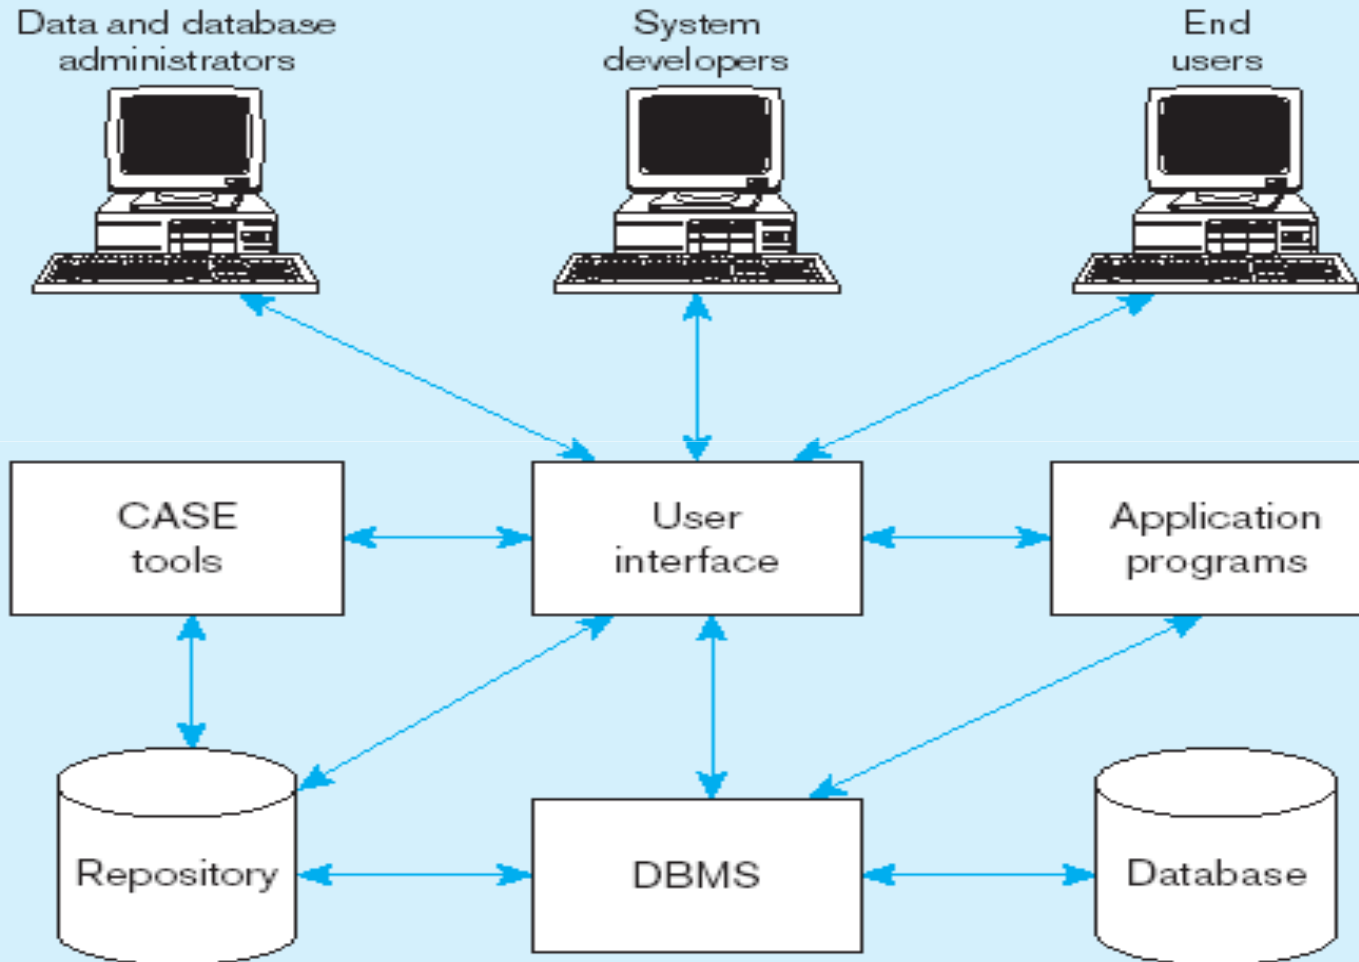 Data and database
administrators
System
developers
End
users
CASE
tools
User
interface
Application
programs
Repository
DBMS
Database